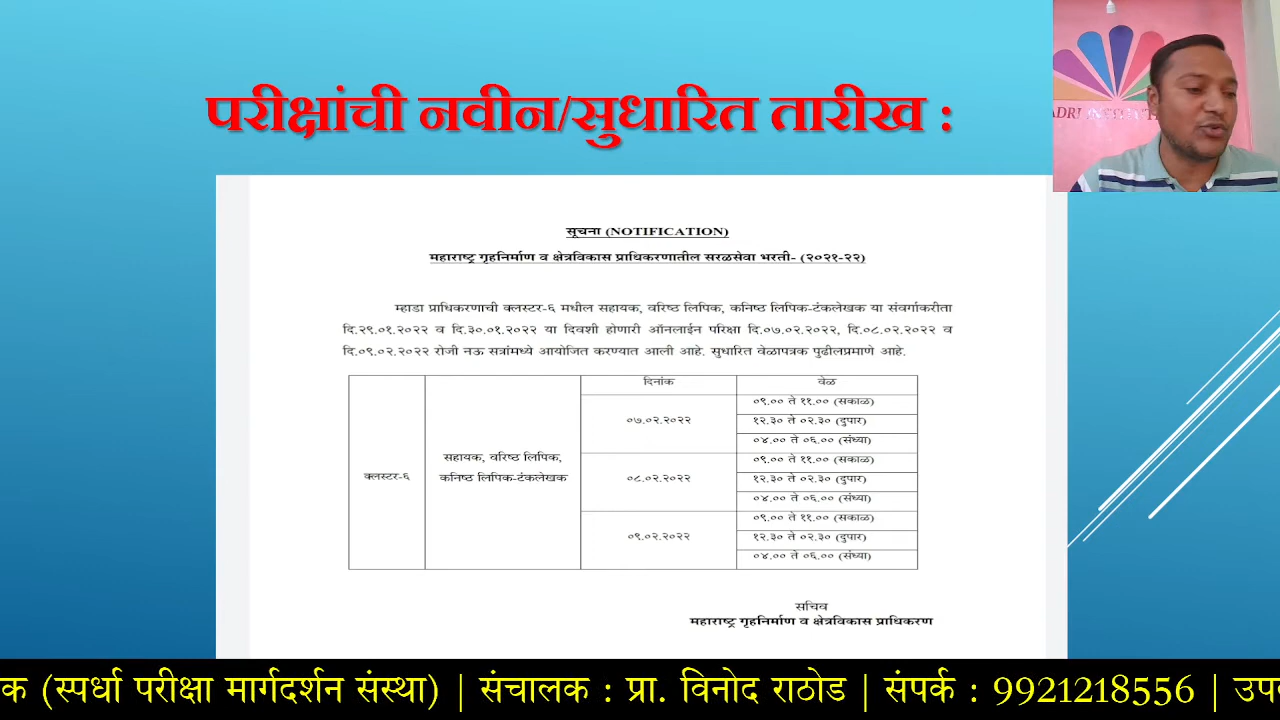 परीक्षांची नवीन/सुधारित तारीख :
सूचना (NOTIFICATION)
महाराष्ट्र गृहनिर्माण व क्षेत्रविकास प्राधिकरणातील सरळसेवा भरती- (२०२१-२२)
म्हाडा प्राधिकरणाची क्लस्टर-६ मधील सहायक, वरिष्ठ लिपिक, कनिष्ठ लिपिक-टंकलेखक या संवर्गाकरीता
दि.२९.०१.२०२२ व दि.३०.०१.२०२२ या दिवशी होणारी ऑनलाईन परिक्षा दि.०७.०२.२०२२, दि.०८.०२.२०२२ व
दि.०९.०२.२०२२ रोजी नऊ सत्रांमध्ये आयोजित करण्यात आली आहे. सुधारित वेळापत्रक पुढीलप्रमाणे आहे.
दिनांक वेळ
क्लस्टर-६
सहायक, वरिष्ठ लिपिक,
कनिष्ठ लिपिक-टंकलेखक
०७.०२.२०२२
०९.०० ते ११.०० (सकाळ)
१२.३० ते ०२.३० (दुपार)
०४.०० ते ०६.०० (संध्या)
०८.०२.२०२२
०९.०० ते ११.०० (सकाळ)
१२.३० ते ०२.३० (दुपार)
०४.०० ते ०६.०० (संध्या)
०९.०२.२०२२
०९.०० ते ११.०० (सकाळ)
१२.३० ते ०२.३० (दुपार)
०४.०० ते ०६.०० (संध्या)
सचिव
महाराष्ट्र गृहनिर्माण व क्षेत्रविकास प्राधिकरण
क (स्पर्धा परीक्षा मार्गदर्शन संस्था) | संचालक : प्रा. विनोद राठोड | संपर्क : 9921218556 | उप